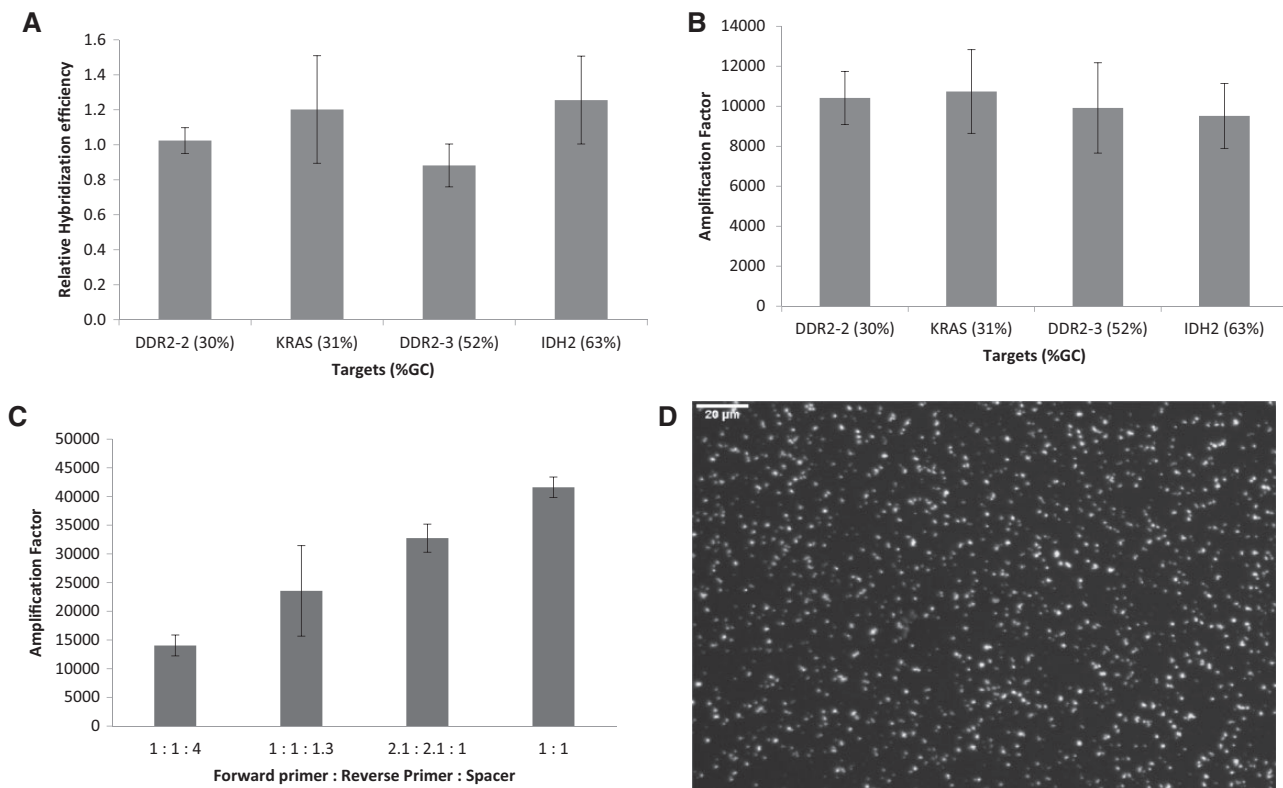 A
1.6
1.4
1.2
1.0
0.8
0.6
0.4
0.2
0.0
Relative Hybridization efficiency
DDR2-2 (30%) KRAS (31%) DDR2-3 (52%) IDH2 (63%)
Targets (%GC)
B
14000
12000
10000
8000
6000
4000
2000
0
Amplification Factor
DDR2-2 (30%) KRAS (31%) DDR2-3 (52%) IDH2 (63%)
Targets (%GC)
C
50000
45000
40000
35000
30000
25000
20000
15000
10000
5000
0
Amplification Factor
1 : 1 : 4 1 : 1 : 1.3 2.1 : 2.1 : 1 1 : 1
Forward primer : Reverse Primer : Spacer
D
20 μm